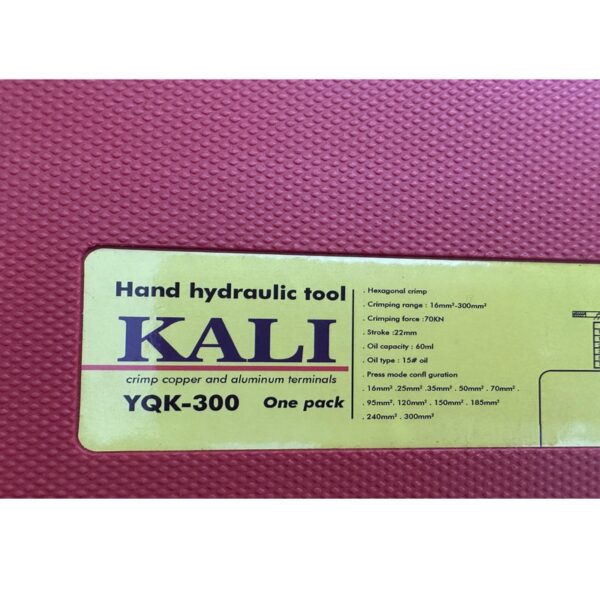 Hand hydraulic tool
KALI
crimp copper and aluminum terminals
YQK-300 One pack
. Hexagonal crimp
. Crimping range : 16mm²-300mm²
. Crimping force :70KN
. Stroke :22mm
. Oil capacity : 60ml
. Oil type : 15# oil
. Press mode confi guration
. 16mm² .25mm² .35mm² . 50mm² . 70mm² .
. 95mm². 120mm² . 150mm² . 185mm²
. 240mm² . 300mm²